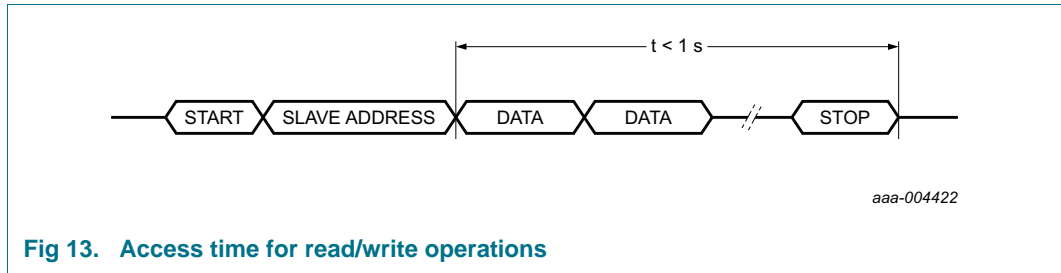 t < 1 s
START SLAVE ADDRESS DATA DATA STOP
aaa-004422
Fig 13. Access time for read/write operations